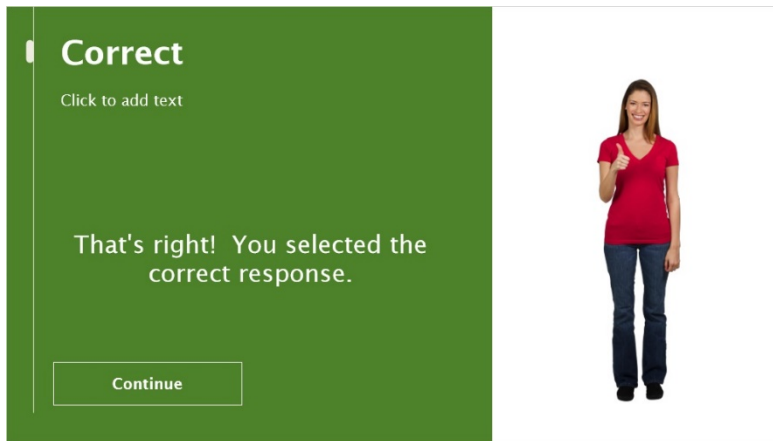 Correct
Click to add text
That's right!  You selected the
correct response.
Continue